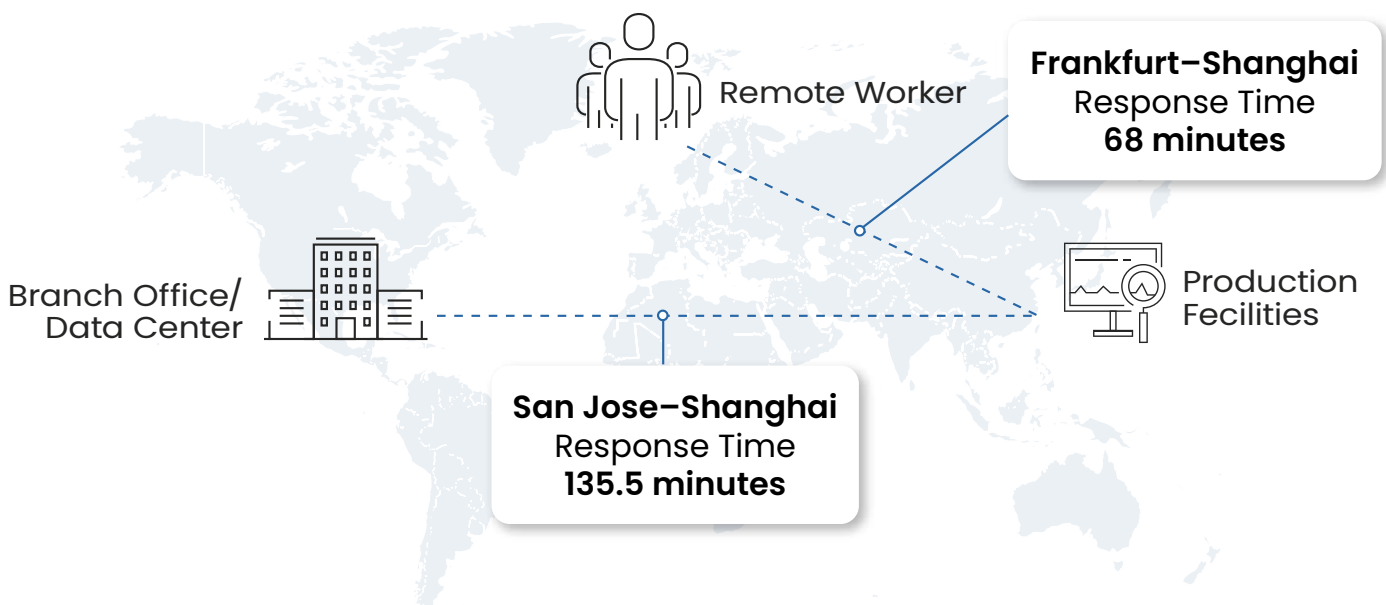 Remote Worker
Frankfurt–Shanghai
Response Time
68 minutes
Branch Office/
Data Center
Production
Fecilities
San Jose–Shanghai
Response Time
135.5 minutes